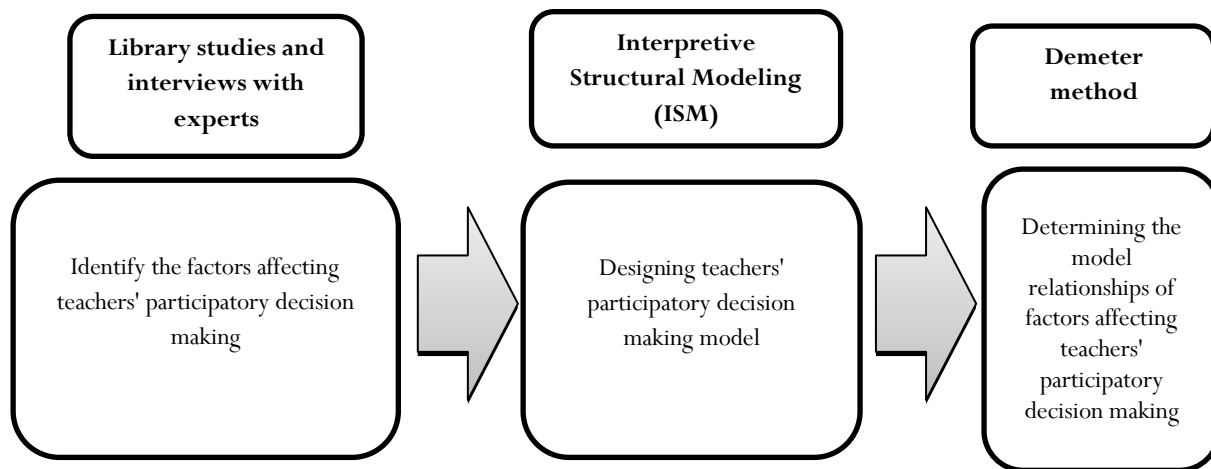 Library studies and
interviews with
experts
Interpretive
Structural Modeling
(ISM)
Demeter
method
Identify the factors affecting
teachers' participatory decision
making
Designing teachers'
participatory decision
making model
Determining the
model
relationships of
factors affecting
teachers'
participatory
decision making